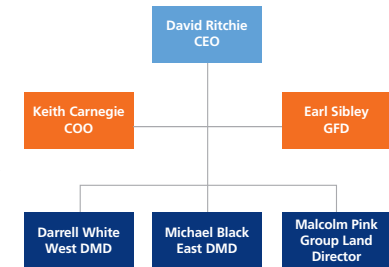 David Ritchie
CEO
Keith Carnegie
COO
Earl Sibley
GFD
Darrell White
West DMD
Michael Black
East DMD
Malcolm Pink
Group Land
Director